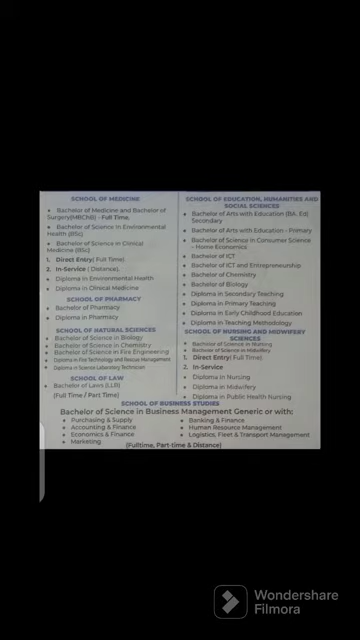 SCHOOL OF MEDICINE
Bachelor of Medicine and Bachelor of
Surgery(MBChB) - Full Time,
Bachelor of Science in Environmental
Health (BSc)
Bachelor of Science in Clinical
Medicine (BSc)
1. Direct Entry( Full Time)
2. In-Service ( Distance).
Diploma in Environmental Health
Diploma in Clinical Medicine
SCHOOL OF PHARMACY
Bachelor of Pharmacy
Diploma in Pharmacy
SCHOOL OF NATURAL SCIENCES
Bachelor of Science in Biology
Bachelor of Science in Chemistry
Bachelor of Science in Fire Engineering
Diploma in Fire Technology and Rescue Management
Diploma in Science Laboratory Technician
SCHOOL OF LAW
Bachelor of Laws (LLB)
(Full Time / Part Time)
SCHOOL OF EDUCATION, HUMANITIES AND
SOCIAL SCIENCES
Bachelor of Arts with Education (BA. Ed)
Secondary
Bachelor of Arts with Education - Primary
Bachelor of Science in Consumer Science
- Home Economics
Bachelor of ICT
Bachelor of ICT and Entrepreneurship
Bachelor of Chemistry
Bachelor of Biology
Diploma in Secondary Teaching
Diploma in Primary Teaching
Diploma in Early Childhood Education
Diploma in Teaching Methodology
SCHOOL OF NURSING AND MIDWIFERY
SCIENCES
Bachelor of Science in Nursing
Bachelor of Science in Midwifery
1. Direct Entry( Full Time)
2. In-Service
Diploma in Nursing
Diploma in Midwifery
Diploma in Public Health Nursing
SCHOOL OF BUSINESS STUDIES
Bachelor of Science in Business Management Generic or with:
Purchasing & Supply
Accounting & Finance
Economics & Finance
Marketing
Banking & Finance
Human Resource Management
Logistics, Fleet & Transport Management
(Fulltime, Part-time & Distance)
Wondershare
Filmora